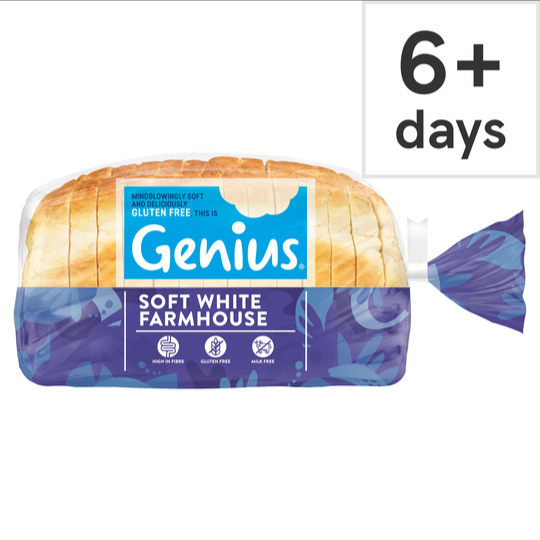 6+
days
MINDBLOWINGLY SOFT
AND DELICIOUSLY
GLUTEN FREE THIS IS
Genius®
SOFT WHITE
FARMHOUSE
HIGH IN FIBRE GLUTEN FREE MILK FREE